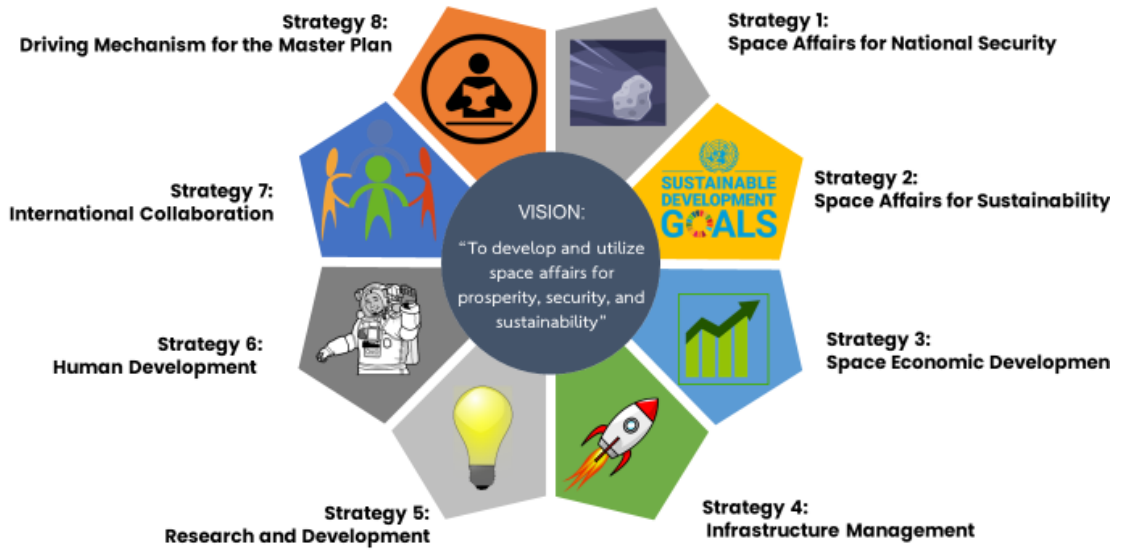 Strategy 1:
Space Affairs for National Security
Strategy 2:
Space Affairs for Sustainability
Strategy 3:
Space Economic Developmen
Strategy 4:
Infrastructure Management
Strategy 5:
Research and Development
Strategy 6:
Human Development
Strategy 7:
International Collaboration
Strategy 8:
Driving Mechanism for the Master Plan
SUSTAINABLE
DEVELOPMENT
GOALS
VISION:
“To develop and utilize
space affairs for
prosperity, security, and
sustainability”